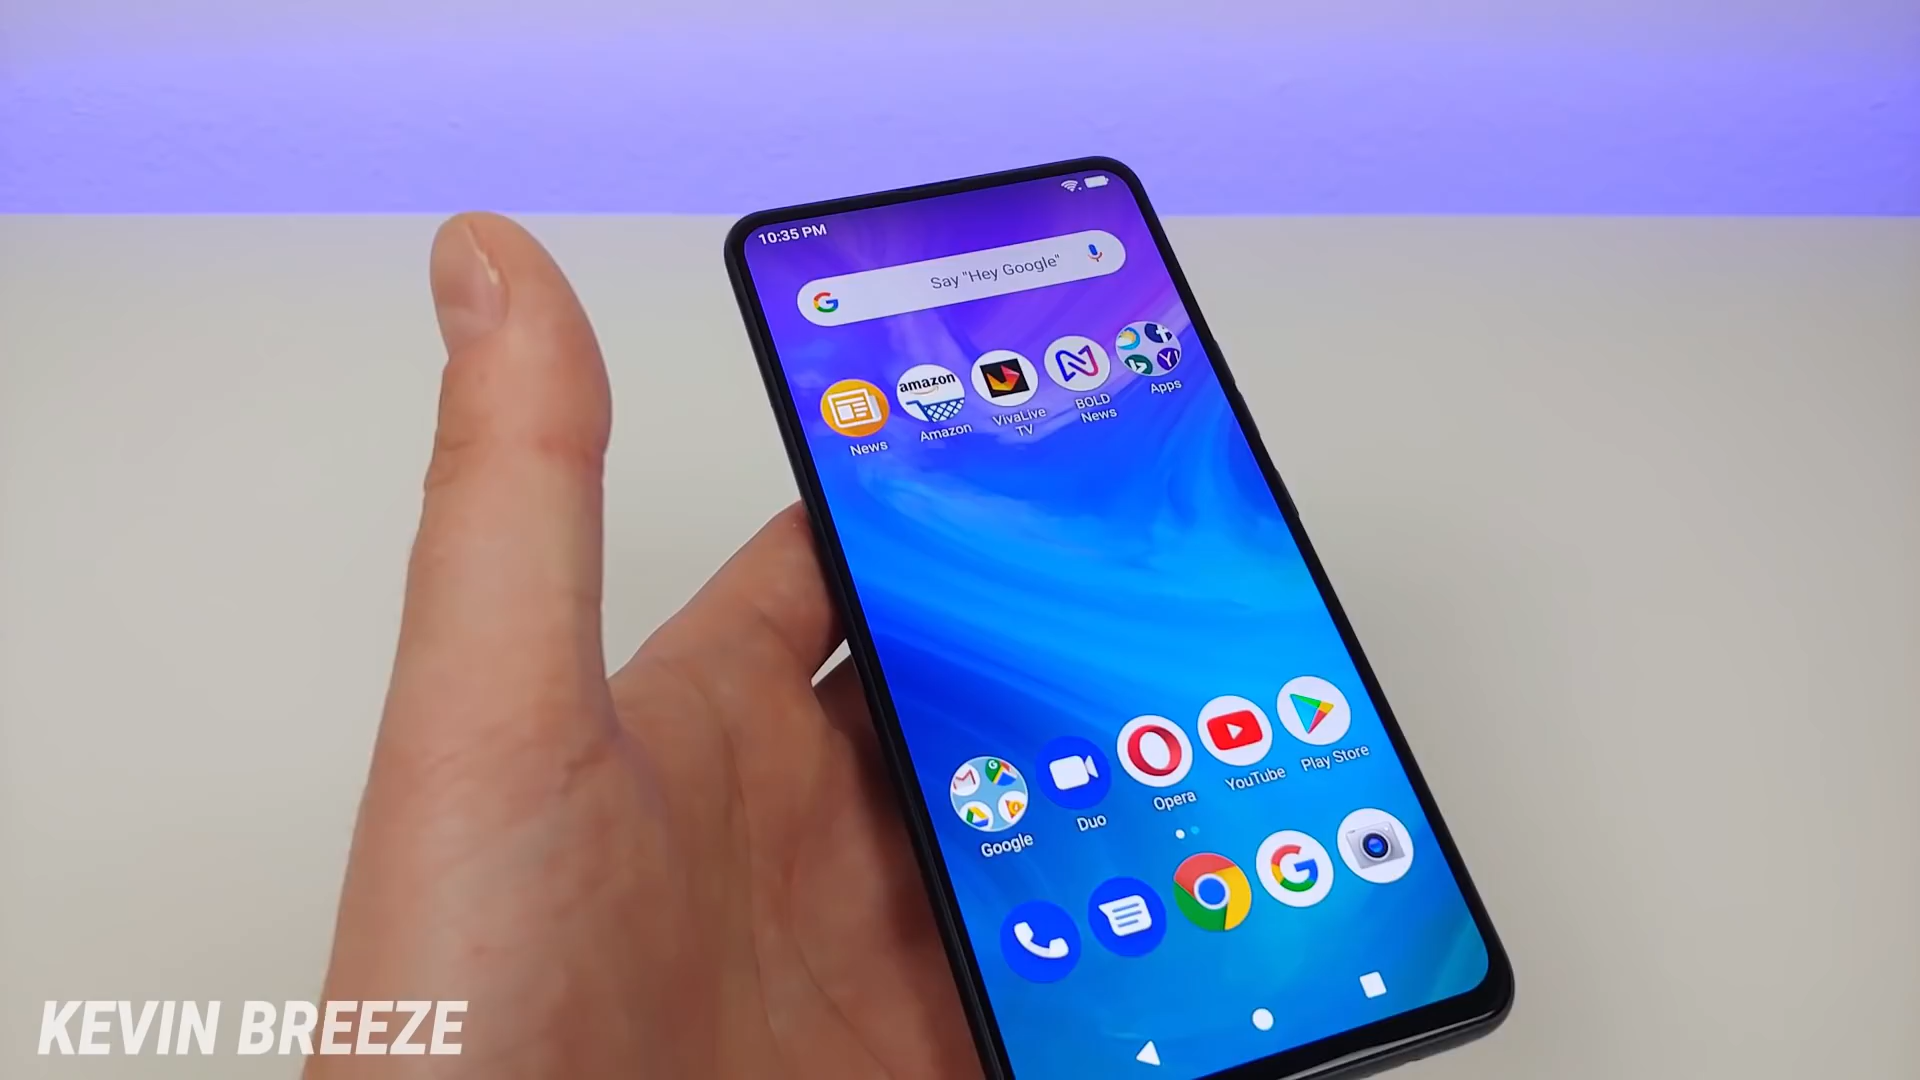 10:35 PM
Say "Hey Google"
amazon
News
Amazon
VivaLive
TV
BOLD
News
Apps
Google
Duo
Opera
YouTube
Play Store
KEVIN BREEZE